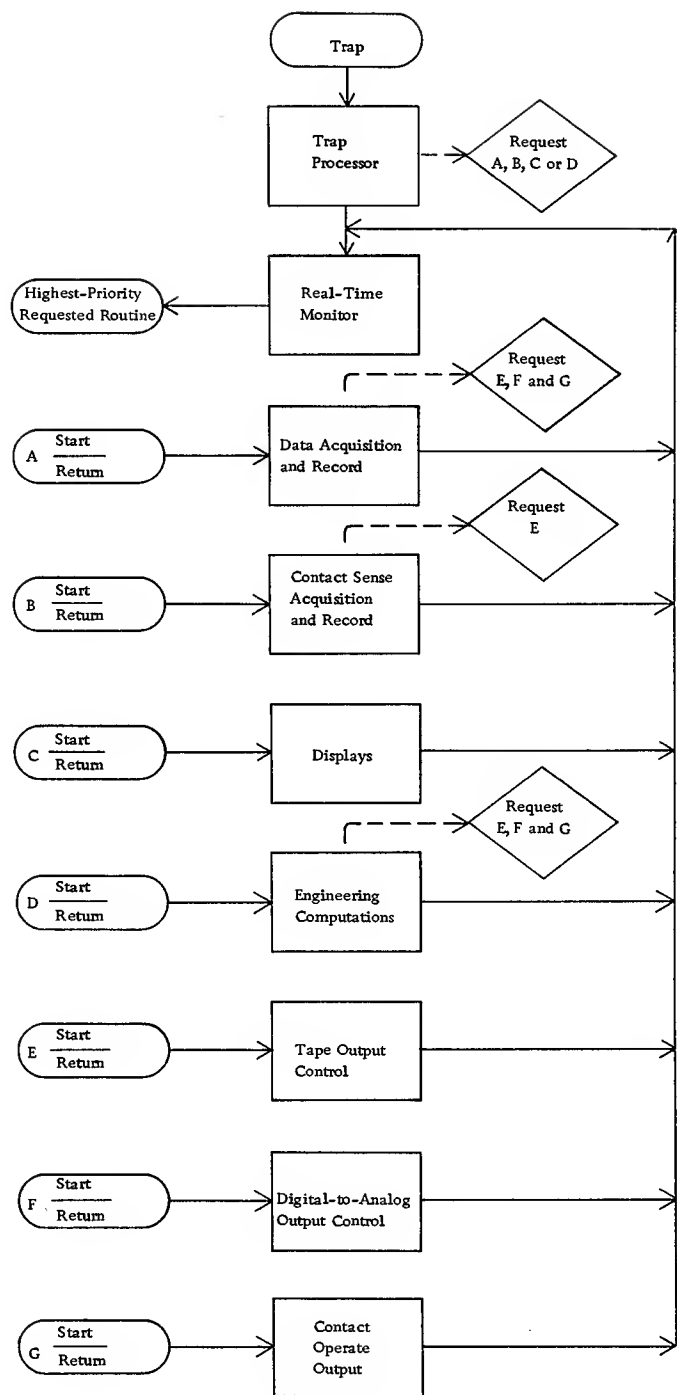 Trap
Trap
Processor
Request
A, B, C or D
Highest-Priority
Requested Routine
Real-Time
Monitor
Request
E, F and G
A Start
Return
Data Acquisition
and Record
Request
E
B Start
Return
Contact Sense
Acquisition
and Record
C Start
Return
Displays
Request
E, F and G
D Start
Return
Engineering
Computations
E Start
Return
Tape Output
Control
F Start
Return
Digital-to-Analog
Output Control
G Start
Return
Contact
Operate
Output